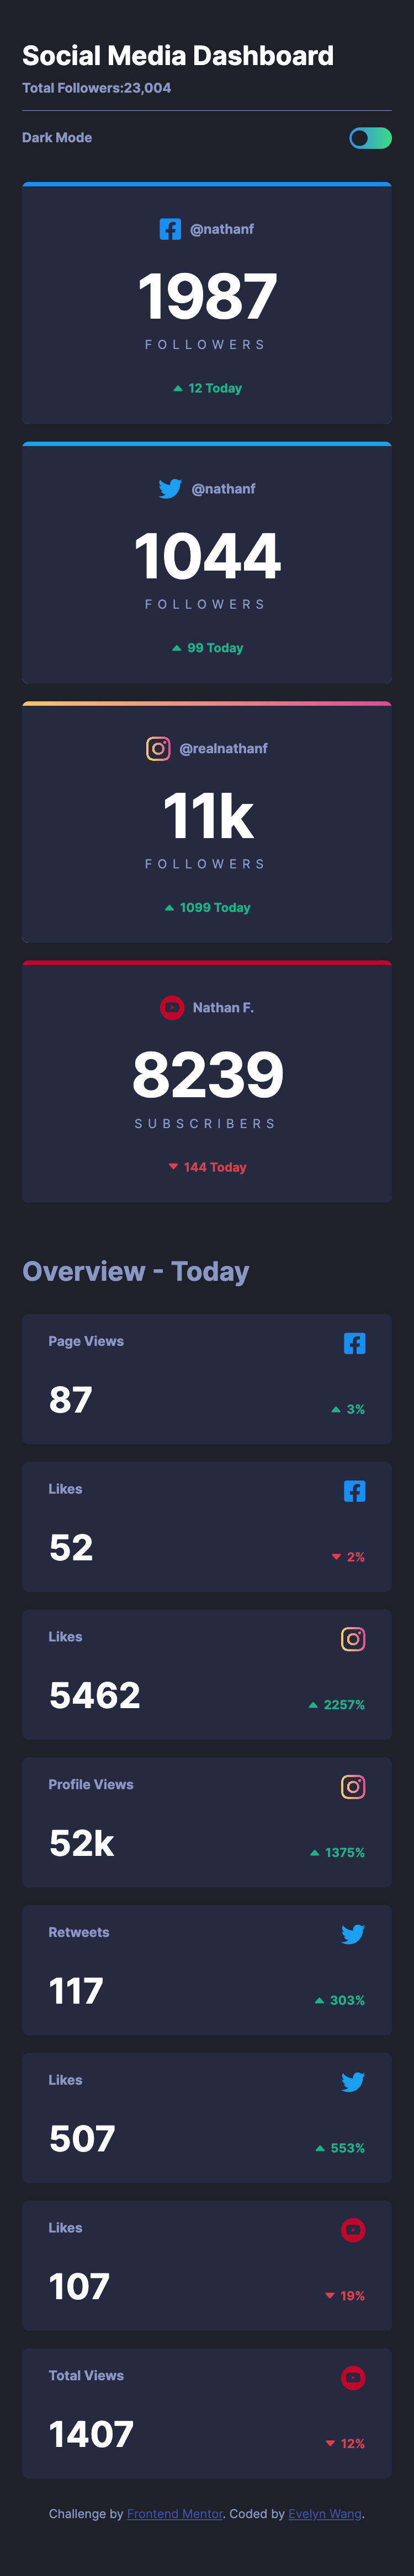 Social Media Dashboard
Total Followers:23,004
Dark Mode
@nathanf
1987
FOLLOWERS
12 Today
@nathanf
1044
FOLLOWERS
99 Today
@realnathanf
11k
FOLLOWERS
1099 Today
Nathan F.
8239
SUBSCRIBERS
144 Today
Overview - Today
Page Views
87
3%
Likes
52
2%
Likes
5462
2257%
Profile Views
52k
1375%
Retweets
117
303%
Likes
507
553%
Likes
107
19%
Total Views
1407
12%
Challenge by Frontend Mentor. Coded by Evelyn Wang.